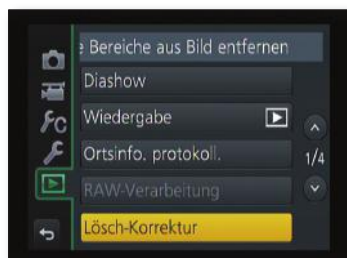 Bereiche aus Bild entfernen
Diashow
Wiedergabe
Ortsinfo. protokoll.
1/4
RAW-Verarbeitung
Lösch-Korrektur